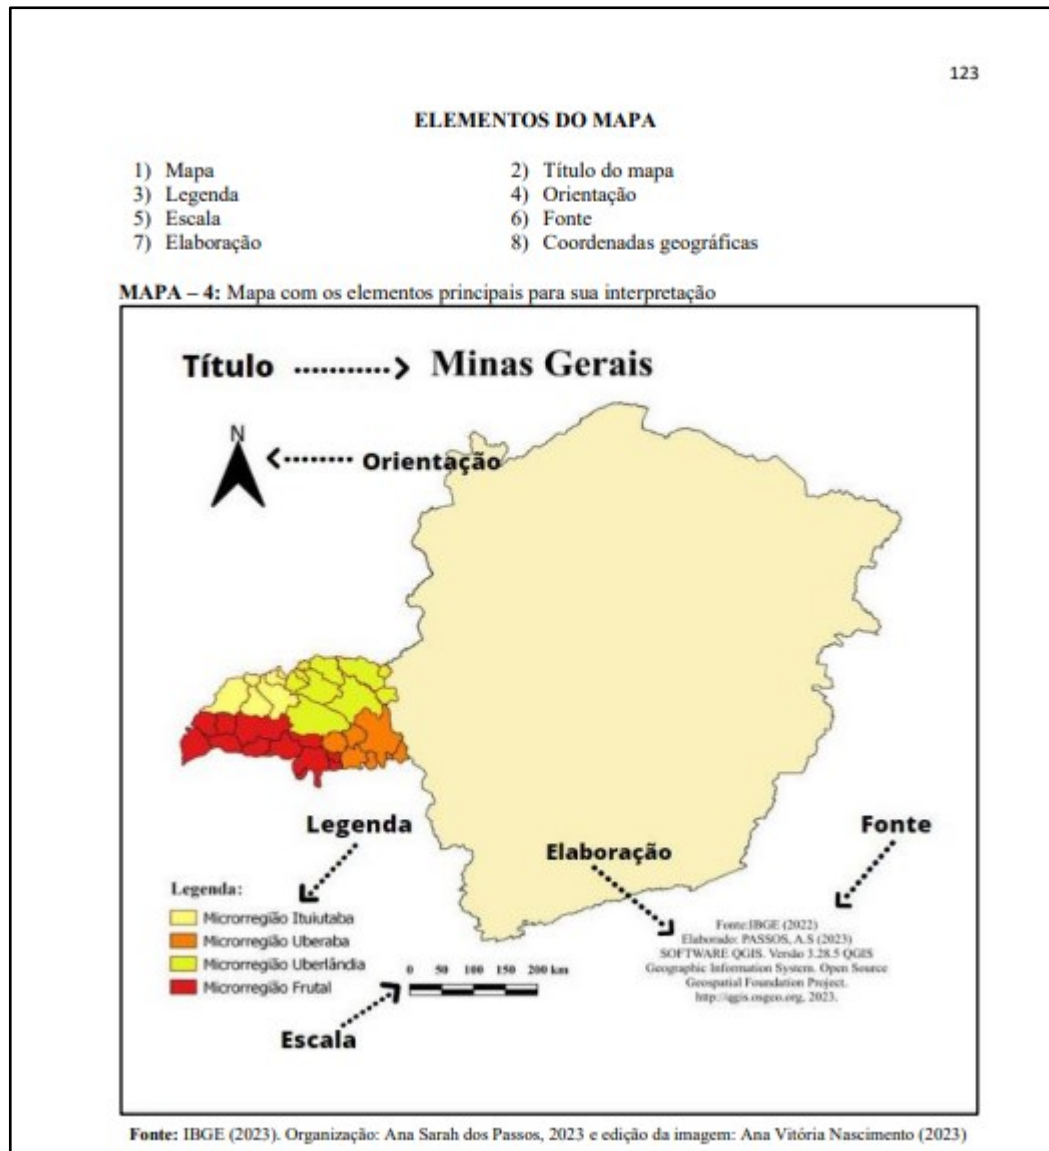 123
ELEMENTOS DO MAPA
1) Mapa
2) Título do mapa
3) Legenda
4) Orientação
5) Escala
6) Fonte
7) Elaboração
8) Coordenadas geográficas
MAPA – 4: Mapa com os elementos principais para sua interpretação
Título
Minas Gerais
N
Orientação
Legenda
Elaboração
Fonte
Legenda:
Microrregião Ituiutaba
Microrregião Uberaba
Microrregião Uberlândia
Microrregião Frutal
0 50 100 150 200 km
Escala
Fonte:IBGE (2022)
Elaborado: PASSOS, A.S (2023)
SOFTWARE QGIS. Versão 3.28.5 QGIS
Geographic Information System. Open Source
Geospatial Foundation Project.
http://qgis.osgeo.org, 2023.
Fonte: IBGE (2023). Organização: Ana Sarah dos Passos, 2023 e edição da imagem: Ana Vitória Nascimento (2023)